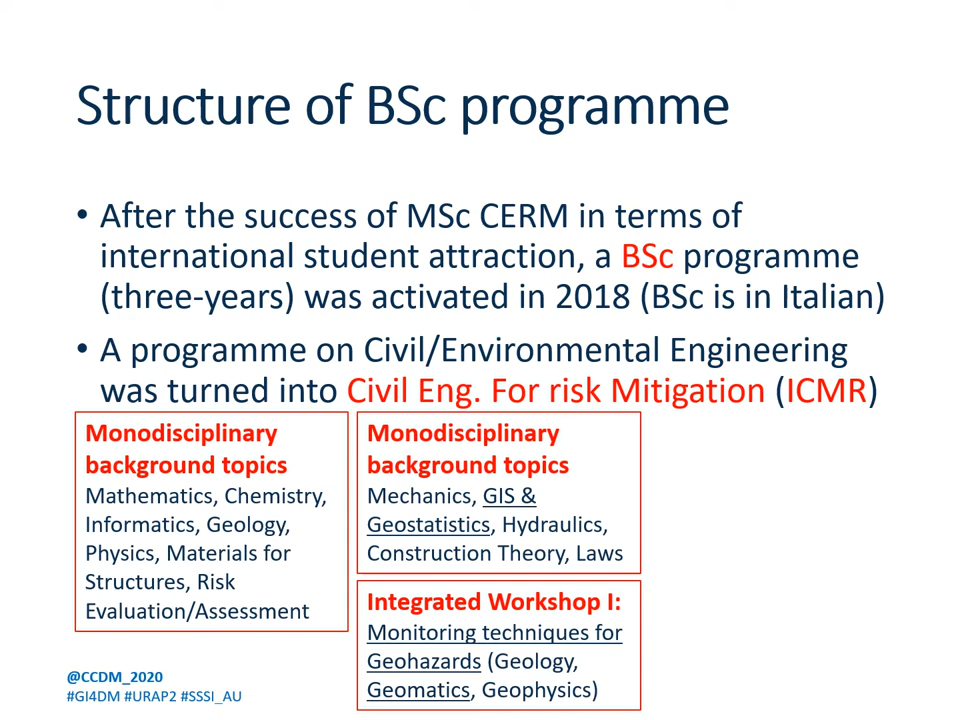 Structure of BSc programme
• After the success of MSc CERM in terms of
international student attraction, a BSc programme
(three-years) was activated in 2018 (BSc is in Italian)
• A programme on Civil/Environmental Engineering
was turned into Civil Eng. For risk Mitigation (ICMR)
Monodisciplinary
background topics
Mathematics, Chemistry,
Informatics, Geology,
Physics, Materials for
Structures, Risk
Evaluation/Assessment
Monodisciplinary
background topics
Mechanics, GIS &
Geostatistics, Hydraulics,
Construction Theory, Laws
Integrated Workshop I:
Monitoring techniques for
Geohazards (Geology,
Geomatics, Geophysics)
@CCDM_2020
#GI4DM #URAP2 #SSSI_AU